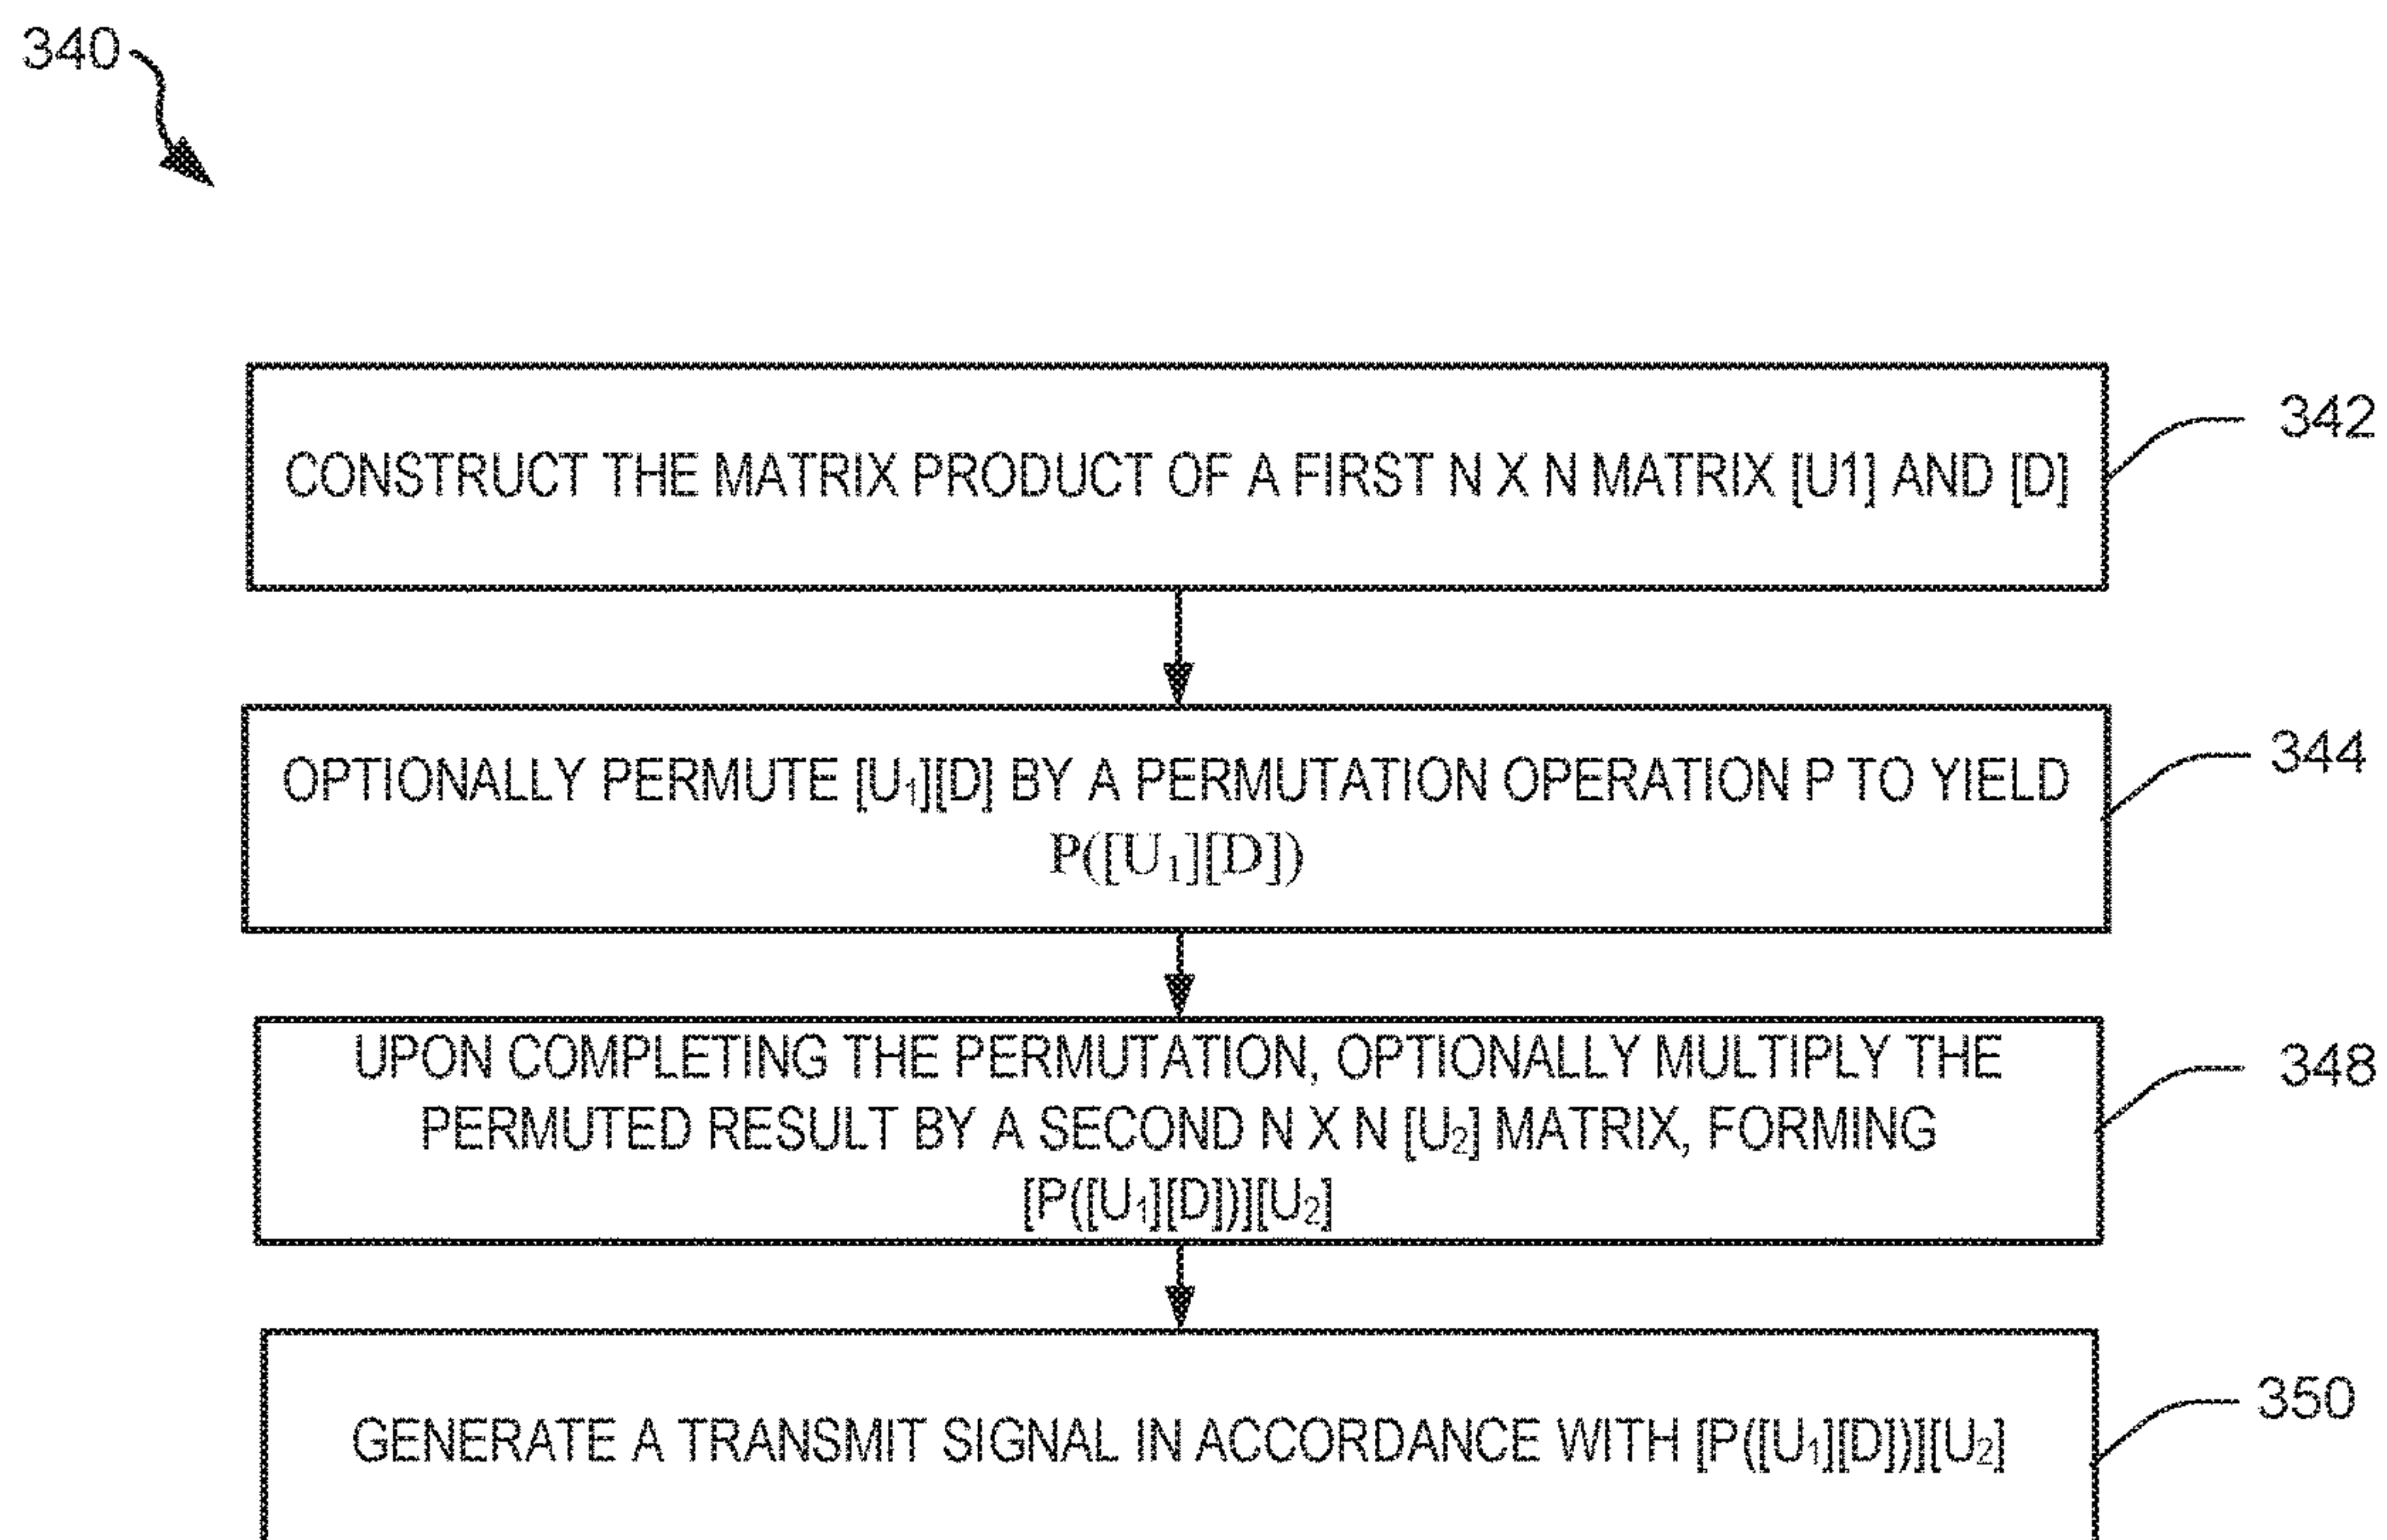 340
CONSTRUCT THE MATRIX PRODUCT OF A FIRST N X N MATRIX [U1] AND [D]
342
OPTIONALLY PERMUTE [U₁][D] BY A PERMUTATION OPERATION P TO YIELD
P([U₁][D])
344
UPON COMPLETING THE PERMUTATION, OPTIONALLY MULTIPLY THE
PERMUTED RESULT BY A SECOND N X N [U₂] MATRIX, FORMING
[P([U₁][D])][U₂]
348
GENERATE A TRANSMIT SIGNAL IN ACCORDANCE WITH [P([U₁][D])][U₂]
350